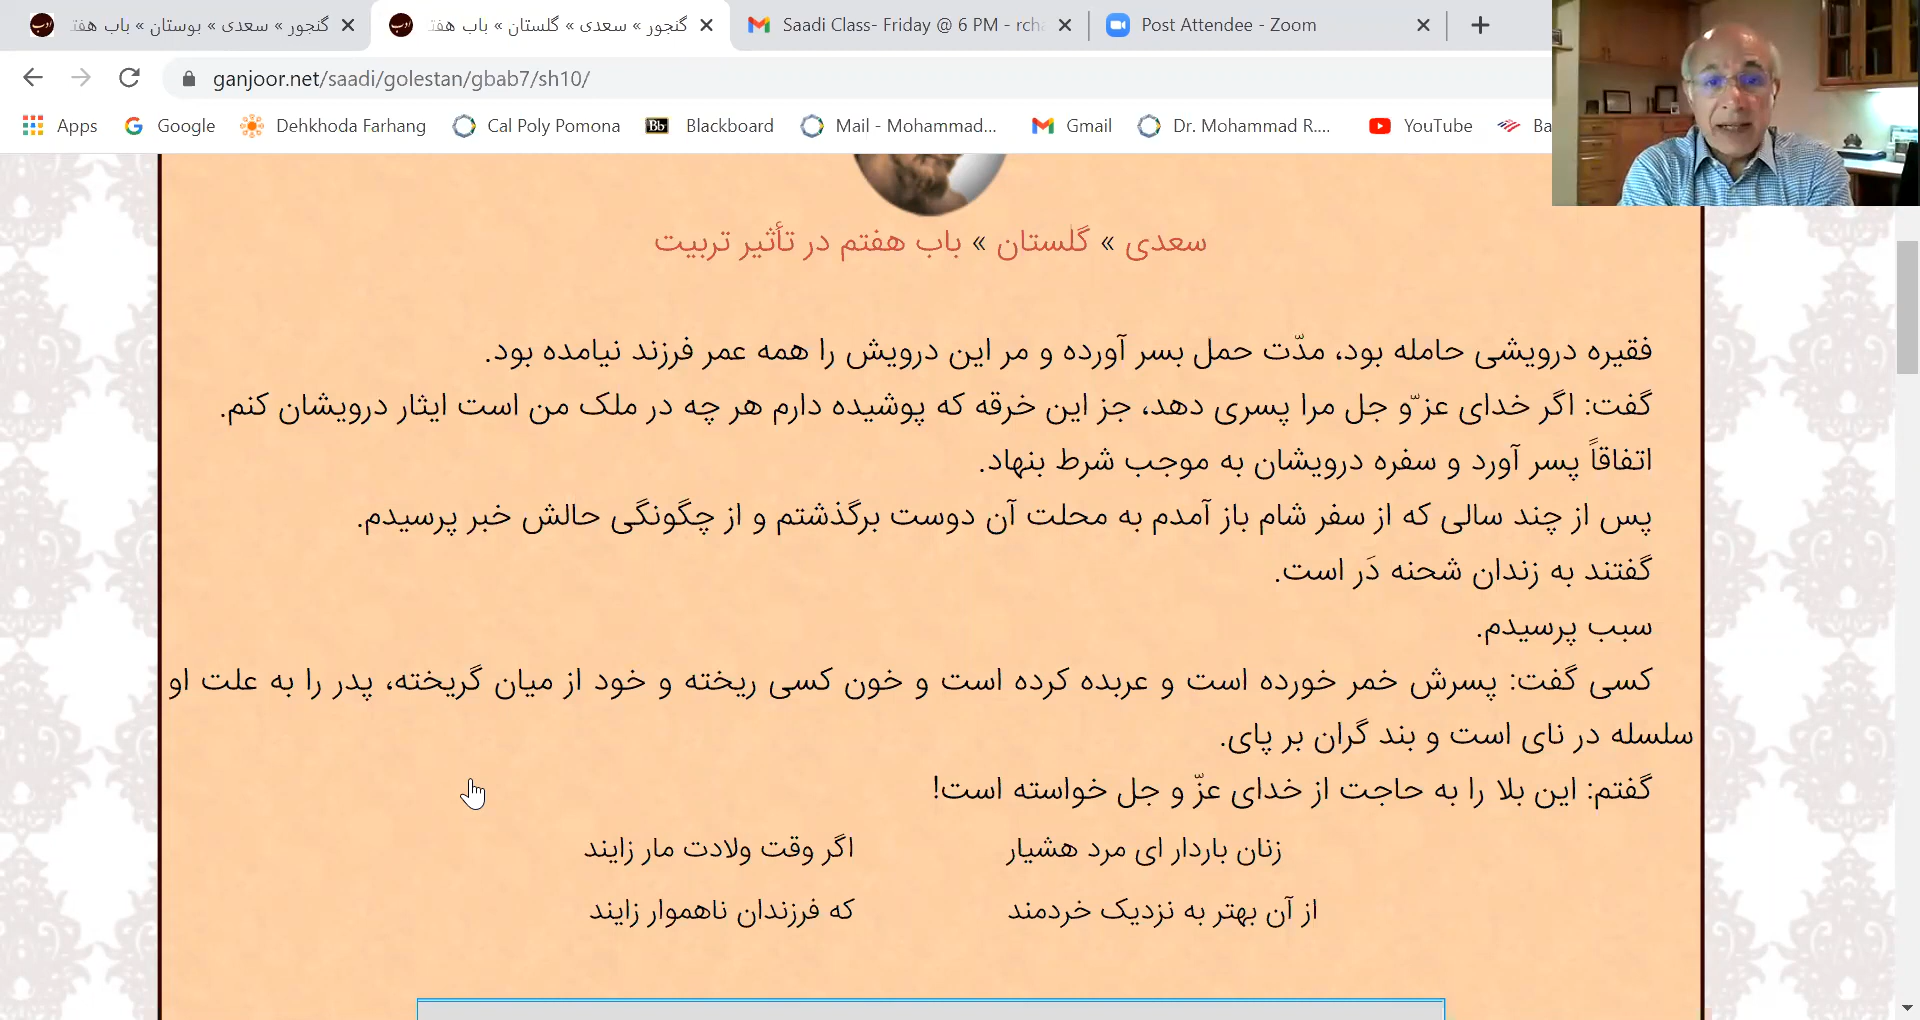 گنجور » سعدی » بوستان » باب هفت
گنجور » سعدی » گلستان » باب هفت
Saadi Class- Friday @ 6 PM - rcha
Post Attendee - Zoom
ganjoor.net/saadi/golestan/gbab7/sh10/
Apps
Google
Dehkhoda Farhang
Cal Poly Pomona
Bb Blackboard
Mail - Mohammad...
Gmail
Dr. Mohammad R....
YouTube
Ba
سعدی » گلستان » باب هفتم در تأثیر تربیت
فقیره درویشی حامله بود، مدّت حمل بسر آورده و مر این درویش را همه عمر فرزند نیامده بود.
گفت: اگر خدای عزّ و جل مرا پسری دهد، جز این خرقه که پوشیده دارم هر چه در ملک من است ایثار درویشان کنم.
اتفاقاً پسر آورد و سفره درویشان به موجب شرط بنهاد.
پس از چند سالی که از سفر شام باز آمدم به محلت آن دوست برگذشتم و از چگونگی حالش خبر پرسیدم.
گفتند به زندان شحنه دَر است.
سبب پرسیدم.
کسی گفت: پسرش خمر خورده است و عربده کرده است و خون کسی ریخته و خود از میان گریخته، پدر را به علت او
سلسله در نای است و بند گران بر پای.
گفتم: این بلا را به حاجت از خدای عزّ و جل خواسته است!
زنان باردار ای مرد هشیار اگر وقت ولادت مار زایند
از آن بهتر به نزدیک خردمند که فرزندان ناهموار زایند